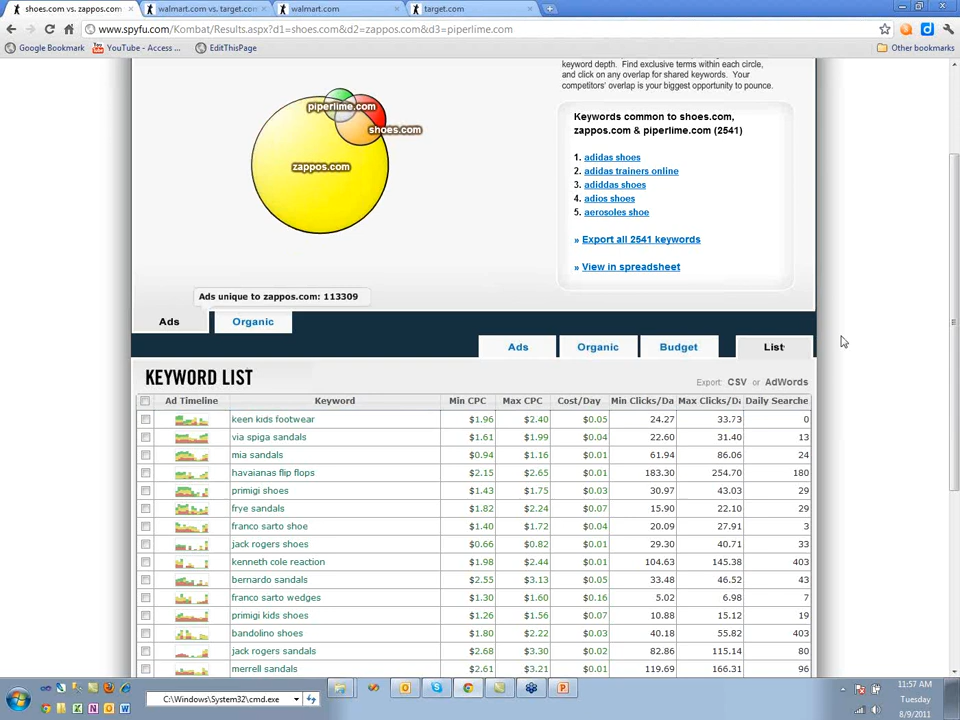 shoes.com vs. zappos.com
walmart.com vs. target.com
walmart.com
target.com
www.spyfu.com/Kombat/Results.aspx?d1=shoes.com&d2=zappos.com&d3=piperlime.com
Google Bookmark
YouTube - Access ...
EditThisPage
Other bookmarks
keyword depth. Find exclusive terms within each circle,
and click on any overlap for shared keywords. Your
competitors' overlap is your biggest opportunity to pounce.
piperlime.com
shoes.com
zappos.com
Keywords common to shoes.com,
zappos.com & piperlime.com (2541)
1. adidas shoes
2. adidas trainers online
3. adiddas shoes
4. adios shoes
5. aerosoles shoe
» Export all 2541 keywords
» View in spreadsheet
Ads unique to zappos.com: 113309
Ads Organic
Ads Organic Budget List
KEYWORD LIST
Export: CSV or AdWords
Ad Timeline Keyword Min CPC Max CPC Cost/Day Min Clicks/Da Max Clicks/Da Daily Searche
keen kids footwear $1.96 $2.40 $0.05 24.27 33.73 0
via spiga sandals $1.61 $1.99 $0.04 22.60 31.40 13
mia sandals $0.94 $1.16 $0.01 61.94 86.06 24
havaianas flip flops $2.15 $2.65 $0.01 183.30 254.70 180
primigi shoes $1.43 $1.75 $0.03 30.97 43.03 29
frye sandals $1.82 $2.24 $0.07 15.90 22.10 29
franco sarto shoe $1.40 $1.72 $0.04 20.09 27.91 3
jack rogers shoes $0.66 $0.82 $0.01 29.30 40.71 33
kenneth cole reaction $1.98 $2.44 $0.01 104.63 145.38 403
bernardo sandals $2.55 $3.13 $0.05 33.48 46.52 43
franco sarto wedges $1.30 $1.60 $0.16 5.02 6.98 7
primigi kids shoes $1.26 $1.56 $0.07 10.88 15.12 19
bandolino shoes $1.80 $2.22 $0.03 40.18 55.82 403
jack rogers sandals $2.68 $3.30 $0.02 82.86 115.14 80
merrell sandals $2.61 $3.21 $0.01 119.69 166.31 96
C:\Windows\System32\cmd.exe
11:57 AM
Tuesday
8/9/2011